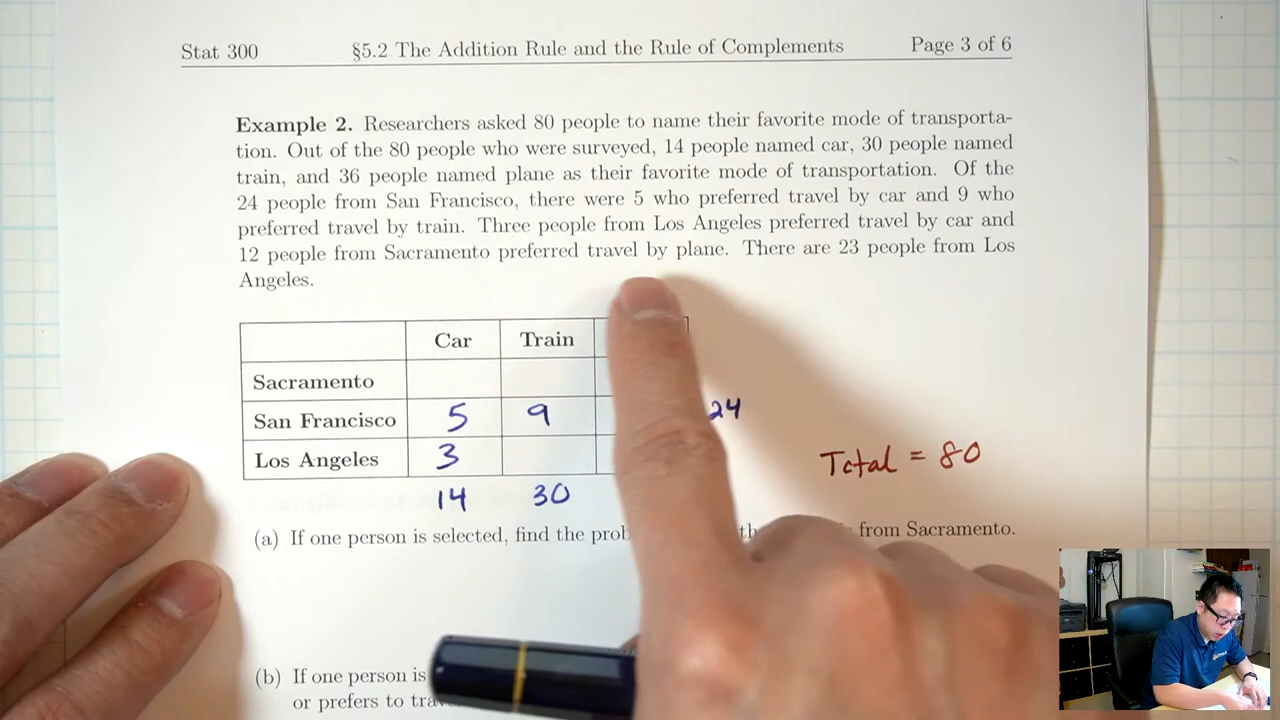 Stat 300 §5.2 The Addition Rule and the Rule of Complements Page 3 of 6
Example 2. Researchers asked 80 people to name their favorite mode of transporta-
tion. Out of the 80 people who were surveyed, 14 people named car, 30 people named
train, and 36 people named plane as their favorite mode of transportation. Of the
24 people from San Francisco, there were 5 who preferred travel by car and 9 who
preferred travel by train. Three people from Los Angeles preferred travel by car and
12 people from Sacramento preferred travel by plane. There are 23 people from Los
Angeles.
Car Train
Sacramento
San Francisco 5 9 24
Los Angeles 3
Total = 80
14 30
(a) If one person is selected, find the from Sacramento.
(b) If one person is
or prefers to